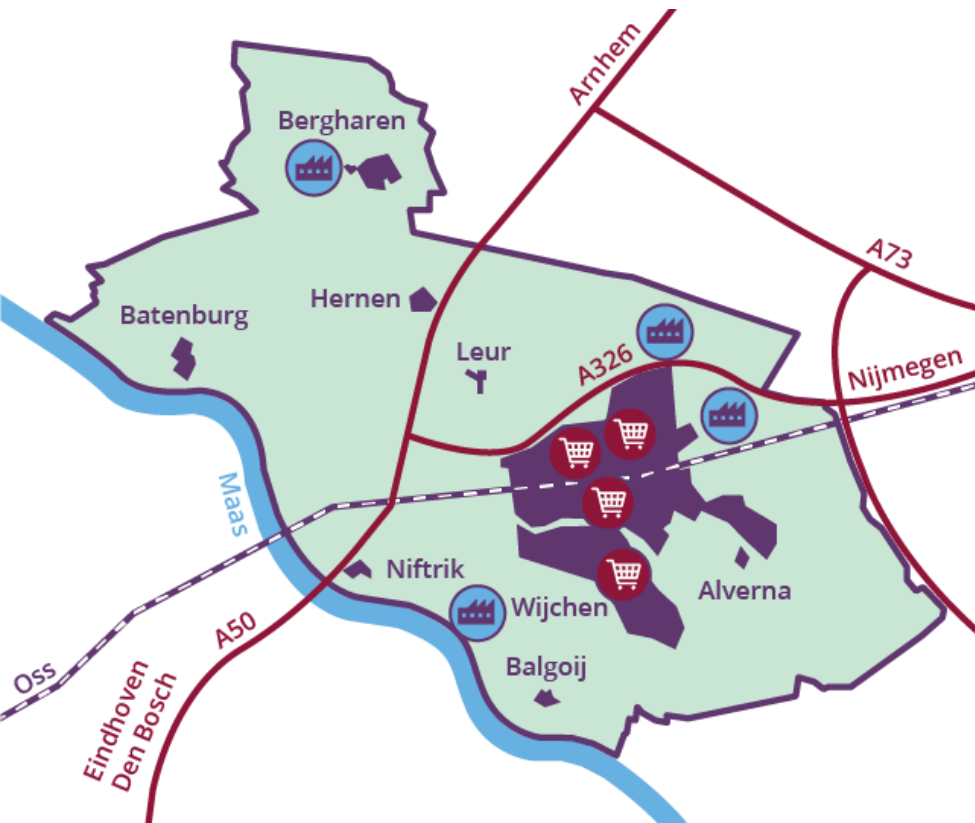 Arnhem
Bergharen
A73
Hernen
Batenburg
Leur
A326
Nijmegen
Maas
Niftrik
Wijchen
Alverna
A50
Balgoij
Oss
Eindhoven
Den Bosch